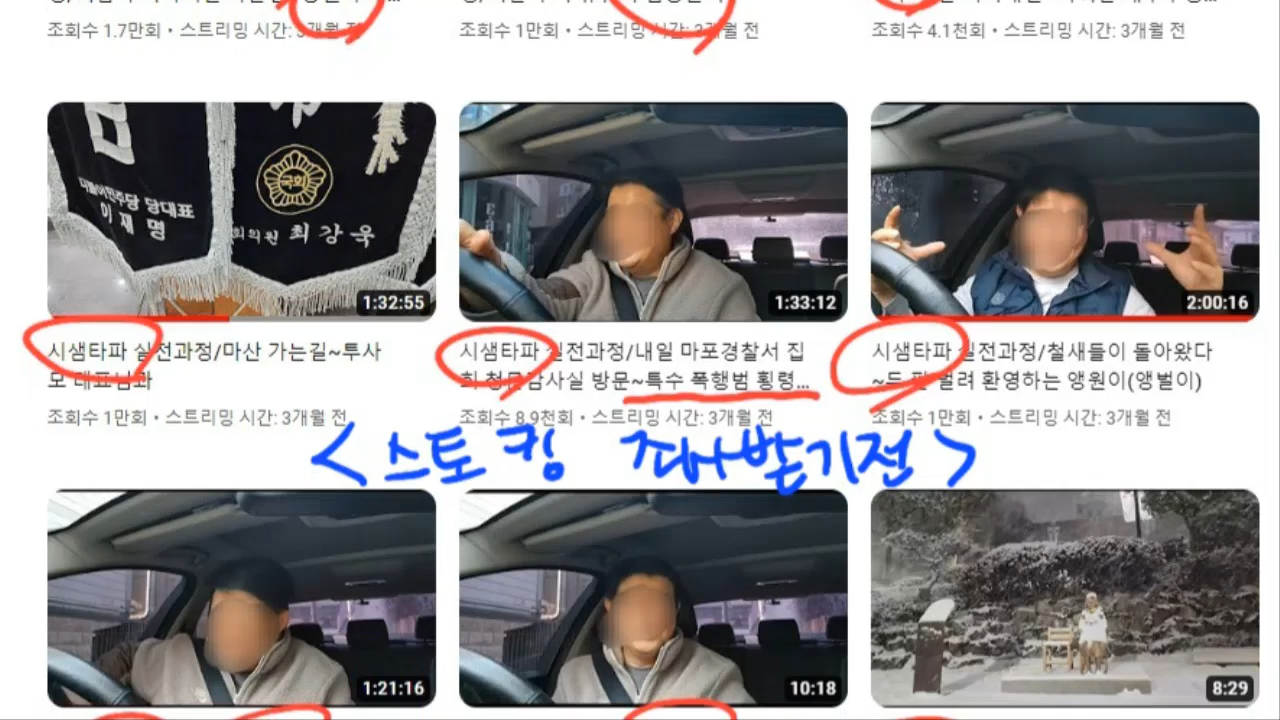 조회수 1.7만회 • 스트리밍 시간: 3개월 전
조회수 1만회 • 스트리밍 시간: 3개월 전
조회수 4.1천회 • 스트리밍 시간: 3개월 전
더불어민주당 당대표
이재명
국회
회의원 최강욱
1:32:55
1:33:12
2:00:16
시샘타파 실전과정/마산 가는길~투사
모 대표님과
시샘타파 실전과정/내일 마포경찰서 집
회 청문감사실 방문~특수 폭행범 횡령...
시샘타파 실전과정/철새들이 돌아왔다
~두 팔 벌려 환영하는 앵원이(앵벌이)
조회수 1만회 • 스트리밍 시간: 3개월 전
조회수 8.9천회 • 스트리밍 시간: 3개월 전
조회수 1만회 • 스트리밍 시간: 3개월 전
<스토킹 받기전>
1:21:16
10:18
8:29